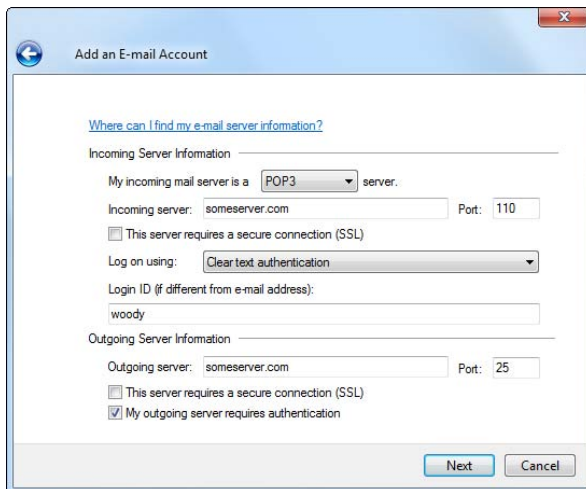 Add an E-mail Account
Where can I find my e-mail server information?
Incoming Server Information
My incoming mail server is a POP3 server.
Incoming server: someserver.com Port: 110
This server requires a secure connection (SSL)
Log on using: Clear text authentication
Login ID (if different from e-mail address):
woody
Outgoing Server Information
Outgoing server: someserver.com Port: 25
This server requires a secure connection (SSL)
My outgoing server requires authentication
Next Cancel